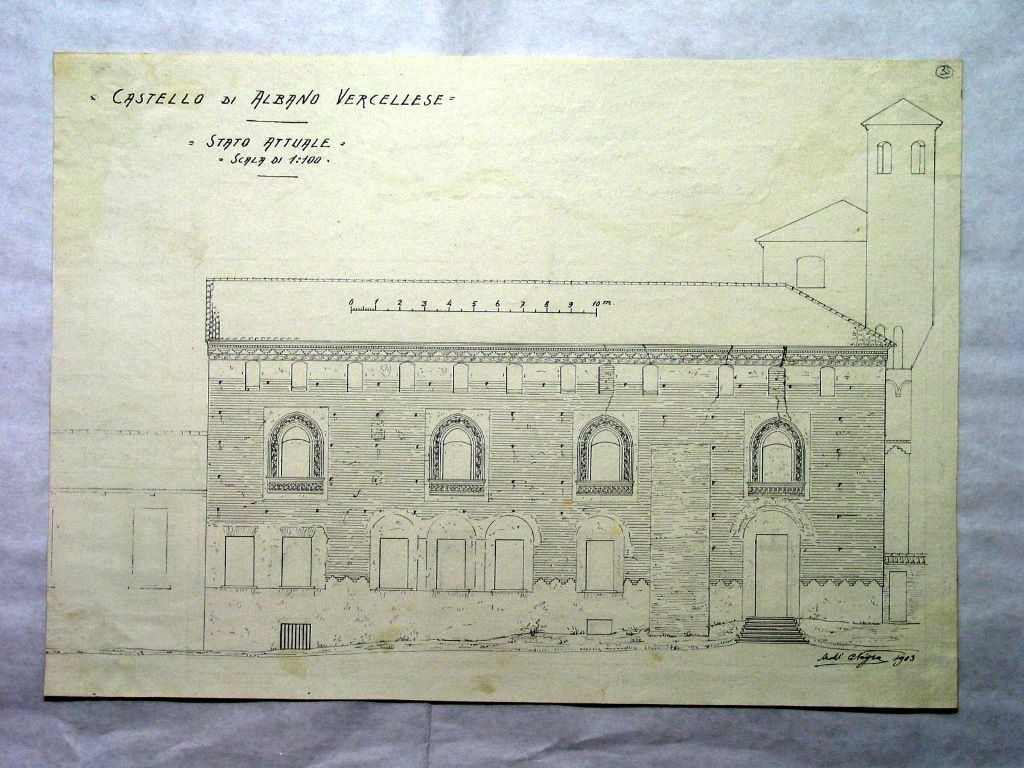 35
" CASTELLO DI ALBANO VERCELLESE "
= STATO ATTUALE =
= SCALA DI 1:100 .
0 1 2 3 4 5 6 7 8 9 10 m
1903